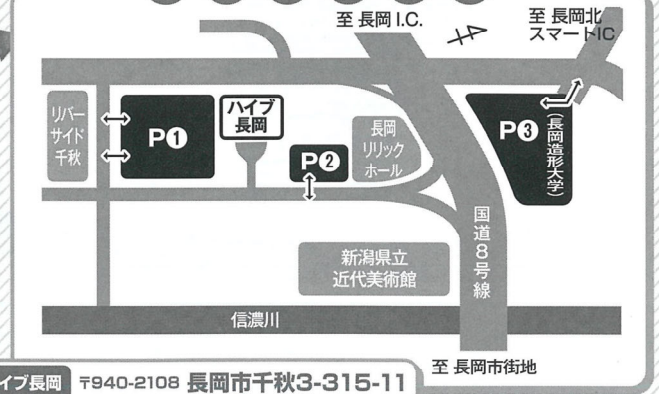 至 長岡 I.C.
至 長岡北
スマートIC
リバー
サイド
千秋
P❶
ハイブ
長岡
P❷
長岡
リリック
ホール
P❸
(長岡造形大学)
国道8号線
新潟県立
近代美術館
信濃川
至 長岡市街地
イブ長岡 〒940-2108 長岡市千秋3-315-11